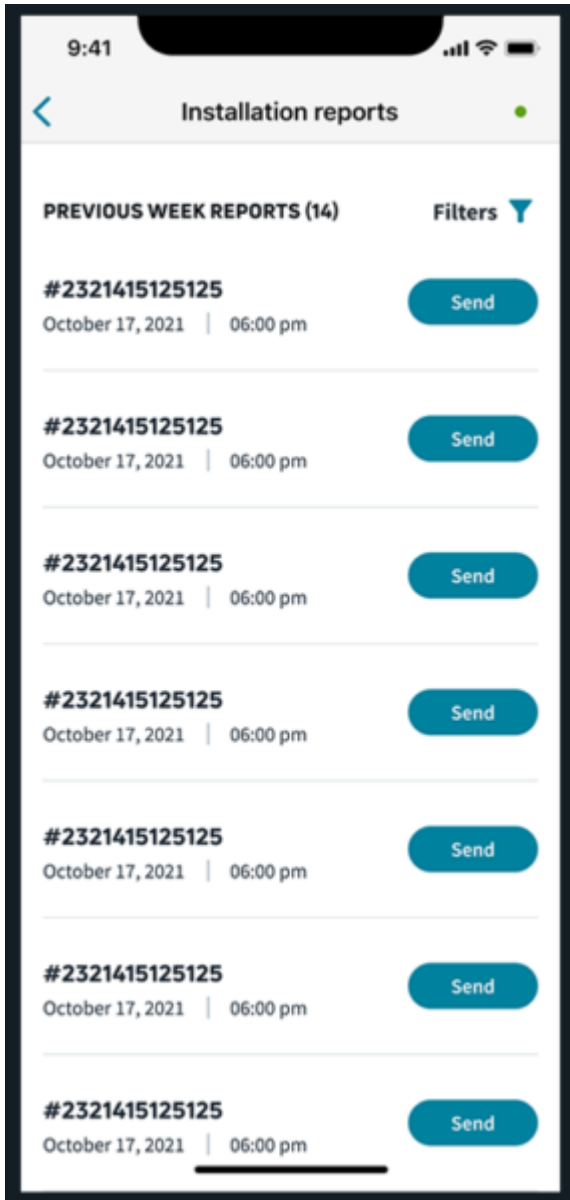 9:41
Installation reports
PREVIOUS WEEK REPORTS (14) Filters
#2321415125125 Send
October 17, 2021 | 06:00 pm
#2321415125125 Send
October 17, 2021 | 06:00 pm
#2321415125125 Send
October 17, 2021 | 06:00 pm
#2321415125125 Send
October 17, 2021 | 06:00 pm
#2321415125125 Send
October 17, 2021 | 06:00 pm
#2321415125125 Send
October 17, 2021 | 06:00 pm
#2321415125125 Send
October 17, 2021 | 06:00 pm